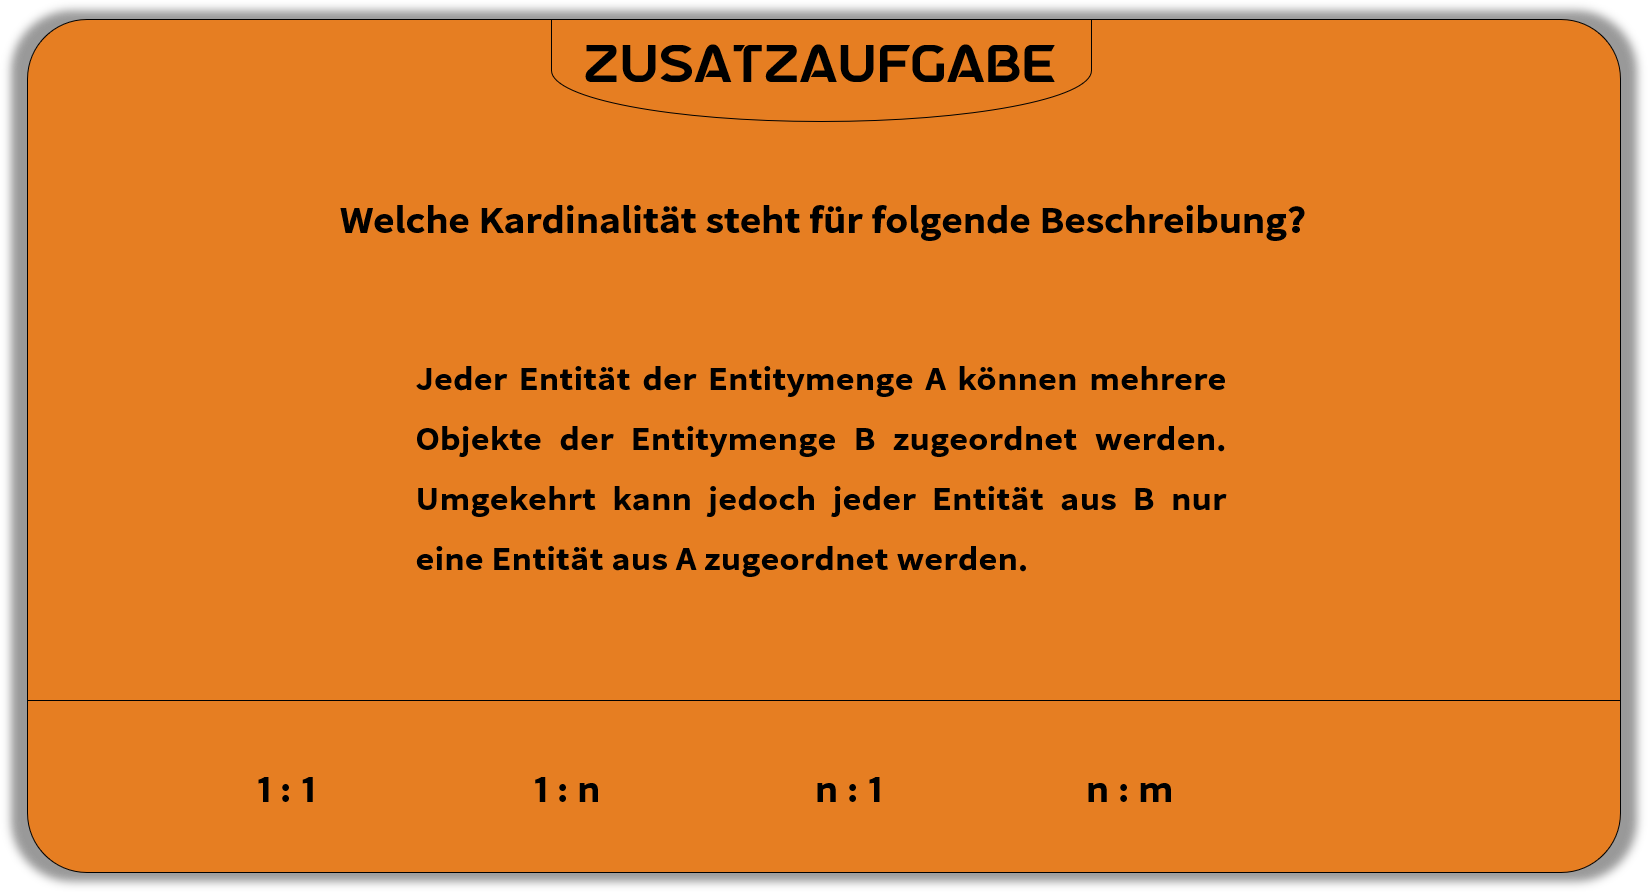 ZUSATZAUFGABE
Welche Kardinalität steht für folgende Beschreibung?
Jeder Entität der Entitymenge A können mehrere
Objekte der Entitymenge B zugeordnet werden.
Umgekehrt kann jedoch jeder Entität aus B nur
eine Entität aus A zugeordnet werden.
1 : 1 1 : n n : 1 n : m